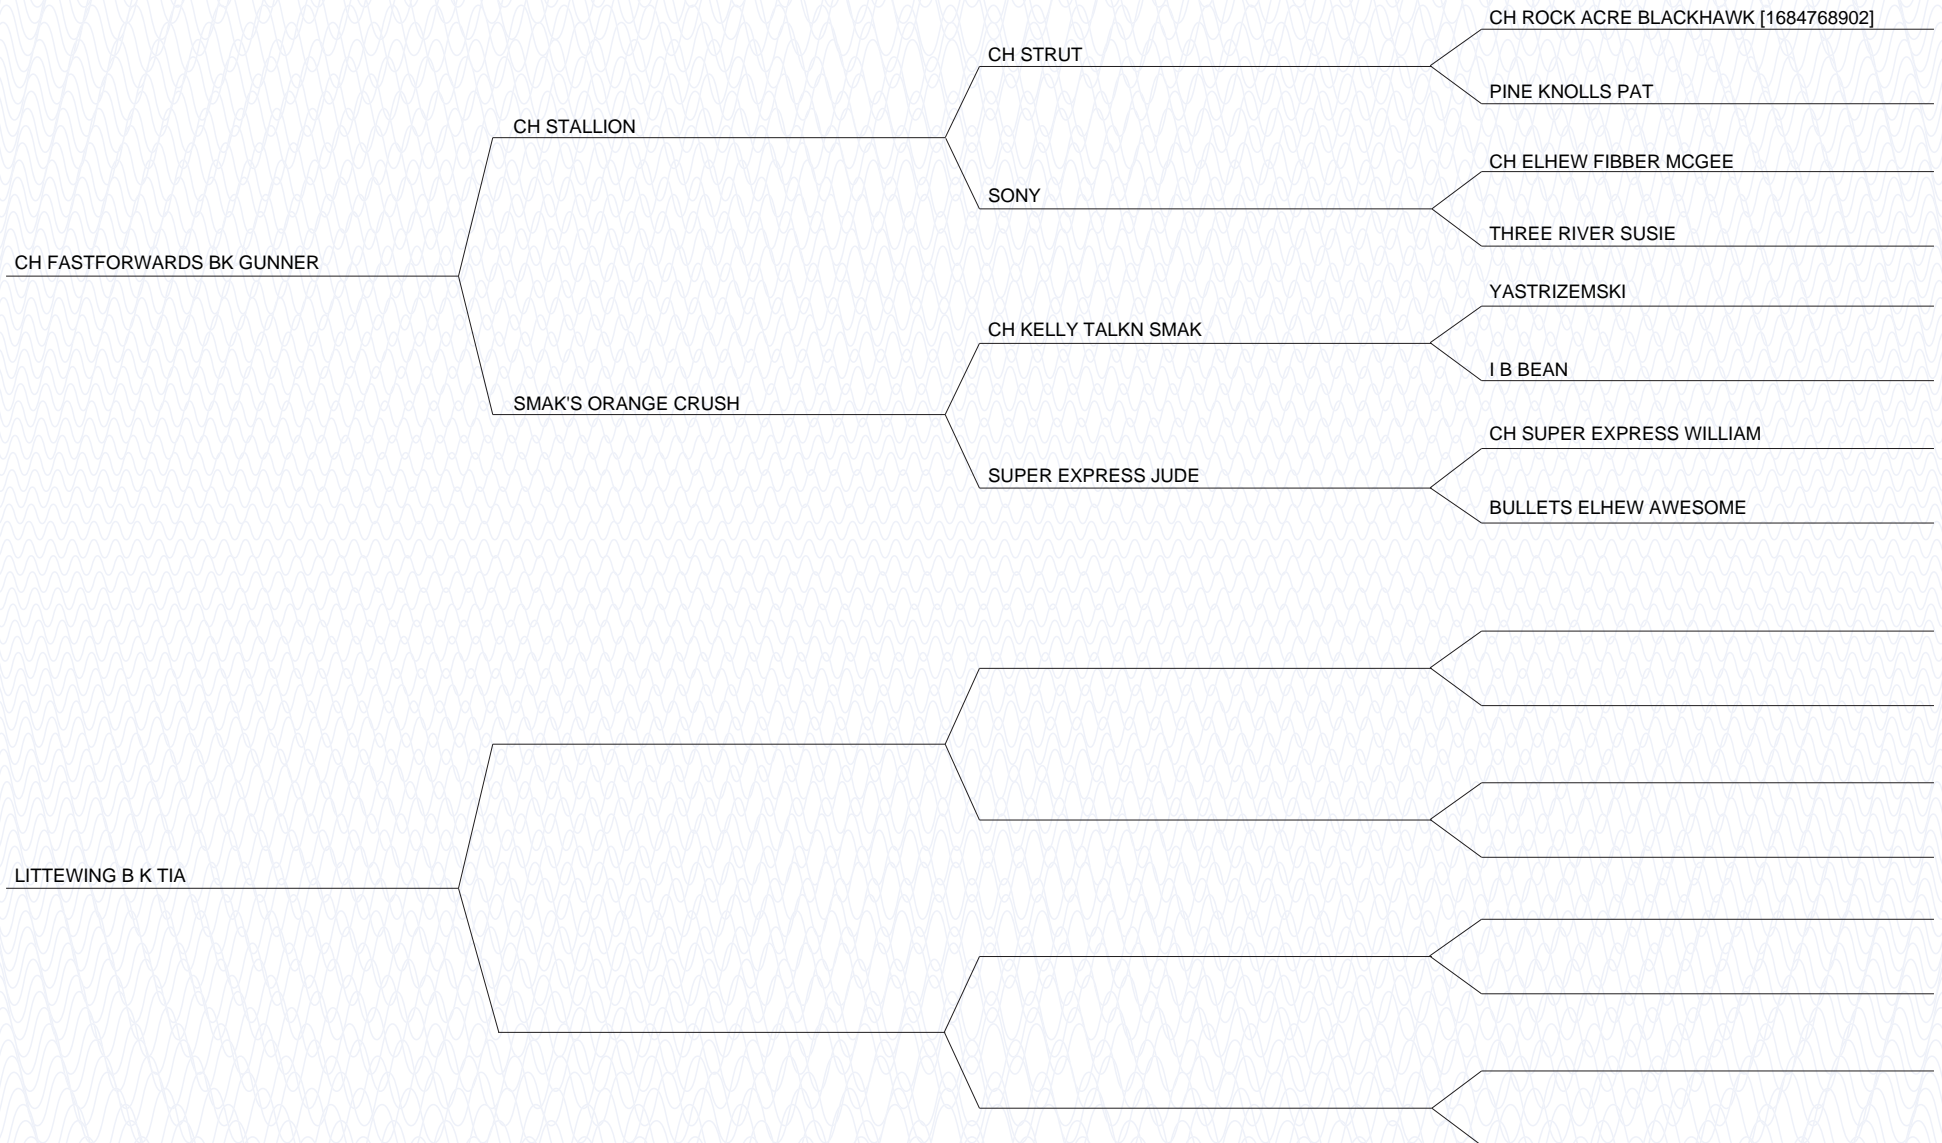 CH ROCK ACRE BLACKHAWK [1684768902]
CH STRUT
PINE KNOLLS PAT
CH STALLION
CH ELHEW FIBBER MCGEE
SONY
THREE RIVER SUSIE
CH FASTFORWARDS BK GUNNER
YASTRIZEMSKI
CH KELLY TALKN SMAK
I B BEAN
SMAK'S ORANGE CRUSH
CH SUPER EXPRESS WILLIAM
SUPER EXPRESS JUDE
BULLETS ELHEW AWESOME
LITTEWING B K TIA